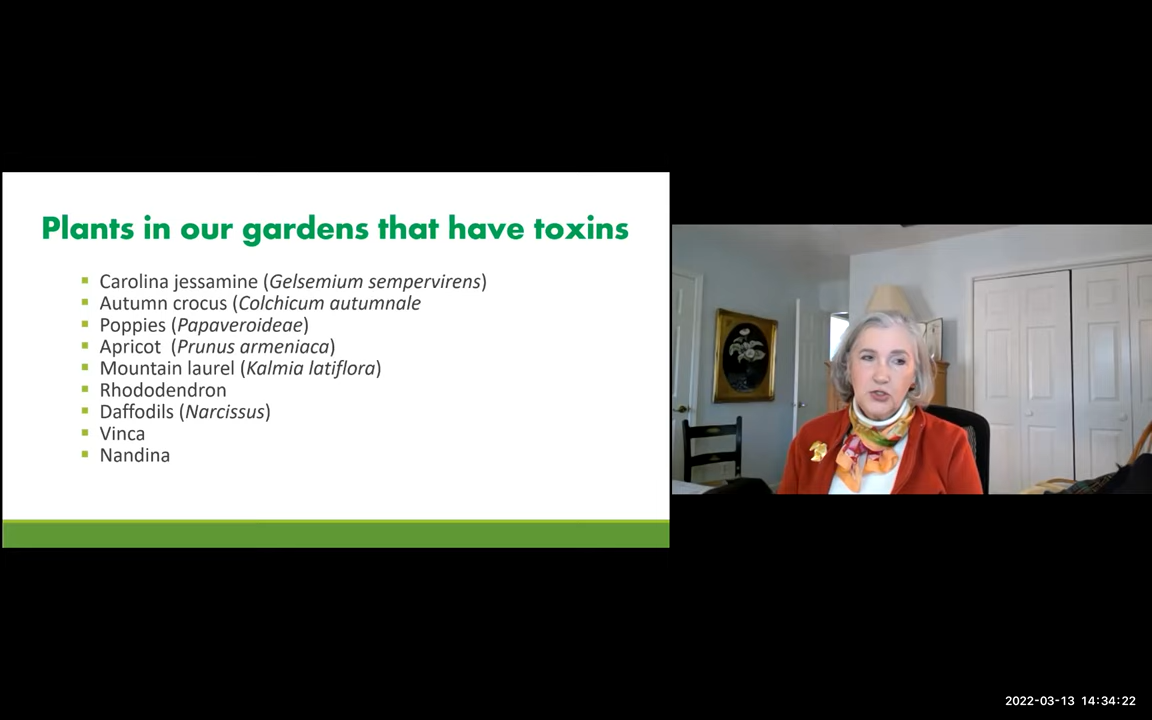 Plants in our gardens that have toxins
Carolina jessamine (Gelsemium sempervirens)
Autumn crocus (Colchicum autumnale
Poppies (Papaveroideae)
Apricot (Prunus armeniaca)
Mountain laurel (Kalmia latiflora)
Rhododendron
Daffodils (Narcissus)
Vinca
Nandina
2022-03-13 14:34:22